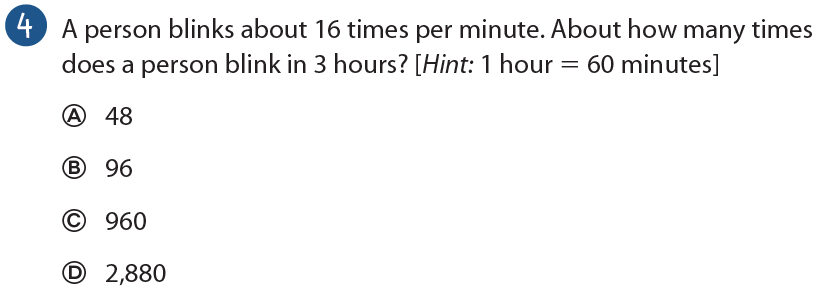 4 A person blinks about 16 times per minute. About how many times
does a person blink in 3 hours? [Hint: 1 hour = 60 minutes]
Ⓐ 48
Ⓑ 96
Ⓒ 960
Ⓓ 2,880